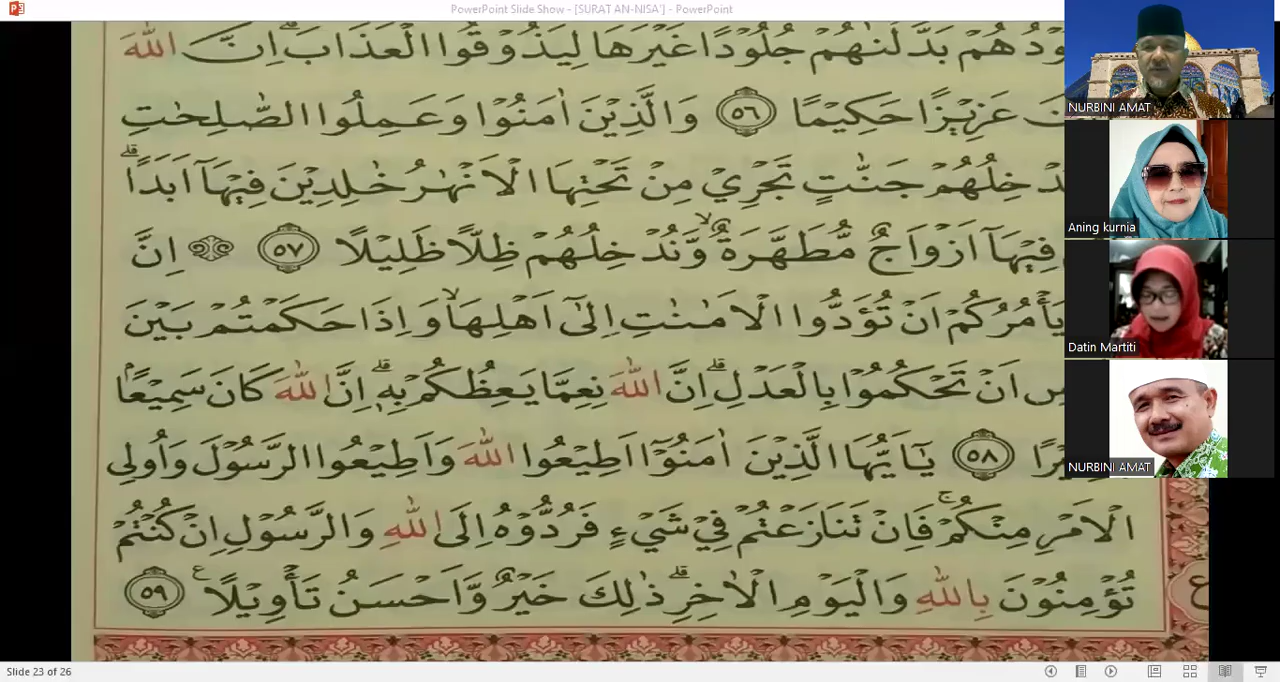 PowerPoint Slide Show - [SURAT AN-NISA'] - PowerPoint
بَدَّلْنٰهُمْ جُلُوْدًا غَيْرَهَا لِيَذُوْقُوا الْعَذَابَۗ اِنَّ اللّٰهَ
عَزِيْزًا حَكِيْمًا ٥٦ وَالَّذِيْنَ اٰمَنُوْا وَعَمِلُوا الصّٰلِحٰتِ
جَنّٰتٍ تَجْرِيْ مِنْ تَحْتِهَا الْاَنْهٰرُ خٰلِدِيْنَ فِيْهَآ اَبَدًاۗ
فِيْهَآ اَزْوَاجٌ مُّطَهَّرَةٌ ۙ وَّنُدْخِلُهُمْ ظِلًّا ظَلِيْلًا ٥٧ ۞ اِنَّ
يَأْمُرُكُمْ اَنْ تُؤَدُّوا الْاَمٰنٰتِ اِلٰٓى اَهْلِهَاۙ وَاِذَا حَكَمْتُمْ بَيْنَ
اَنْ تَحْكُمُوْا بِالْعَدْلِۗ اِنَّ اللّٰهَ نِعِمَّا يَعِظُكُمْ بِهٖۗ اِنَّ اللّٰهَ كَانَ سَمِيْعًاۢ
٥٨ يٰٓاَيُّهَا الَّذِيْنَ اٰمَنُوْٓا اَطِيْعُوا اللّٰهَ وَاَطِيْعُوا الرَّسُوْلَ وَاُولِى
الْاَمْرِ مِنْكُمْۚ فَاِنْ تَنَازَعْتُمْ فِيْ شَيْءٍ فَرُدُّوْهُ اِلَى اللّٰهِ وَالرَّسُوْلِ اِنْ كُنْتُمْ
تُؤْمِنُوْنَ بِاللّٰهِ وَالْيَوْمِ الْاٰخِرِۗ ذٰلِكَ خَيْرٌ وَّاَحْسَنُ تَأْوِيْلًا ࣖ ٥٩
ع
NURBINI AMAT
Aning kurnia
Datin Martiti
NURBINI AMAT
Slide 23 of 26